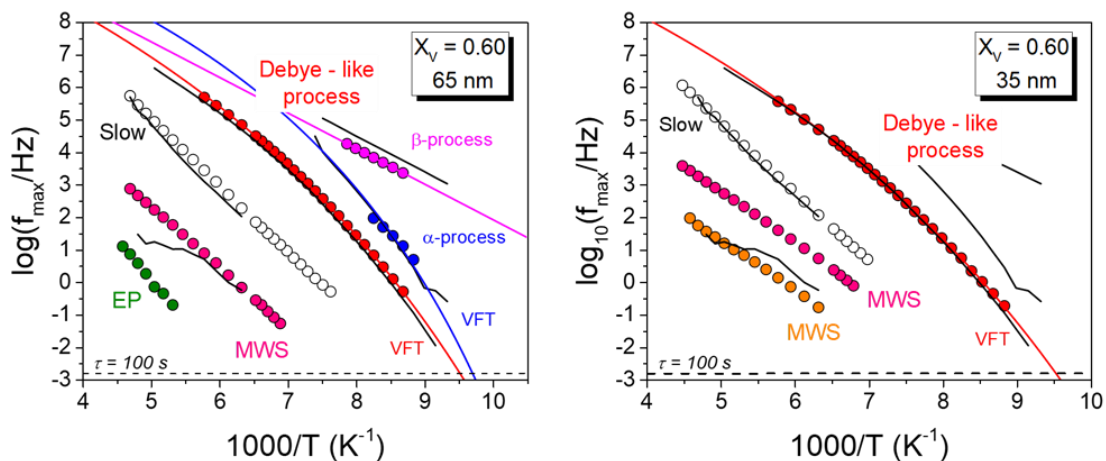 8
7
6
5
4
3
2
1
0
-1
-2
-3
log(f_max/Hz)
X_V = 0.60
65 nm
Debye - like
process
Slow
β-process
α-process
EP
MWS
VFT
VFT
τ = 100 s
4 5 6 7 8 9 10
1000/T (K⁻¹)
8
7
6
5
4
3
2
1
0
-1
-2
-3
log₁₀(f_max/Hz)
X_V = 0.60
35 nm
Slow
Debye - like
process
MWS
MWS
VFT
τ = 100 s
4 5 6 7 8 9 10
1000/T (K⁻¹)